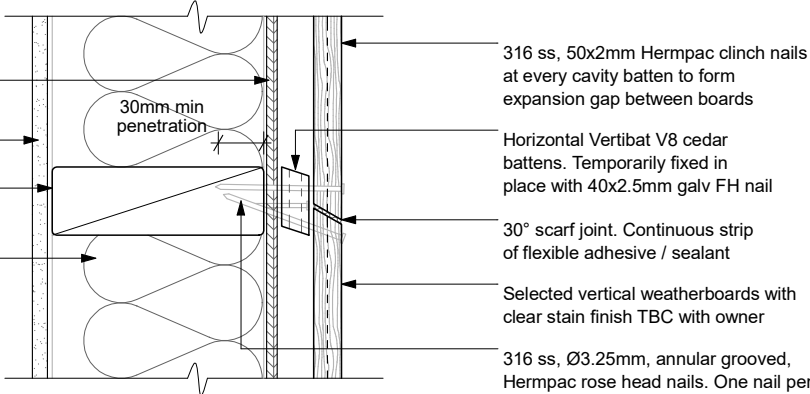 30mm min
penetration
316 ss, 50x2mm Hermpac clinch nails
at every cavity batten to form
expansion gap between boards
Horizontal Vertibat V8 cedar
battens. Temporarily fixed in
place with 40x2.5mm galv FH nail
30° scarf joint. Continuous strip
of flexible adhesive / sealant
Selected vertical weatherboards with
clear stain finish TBC with owner
316 ss, Ø3.25mm, annular grooved,
Hermpac rose head nails. One nail per